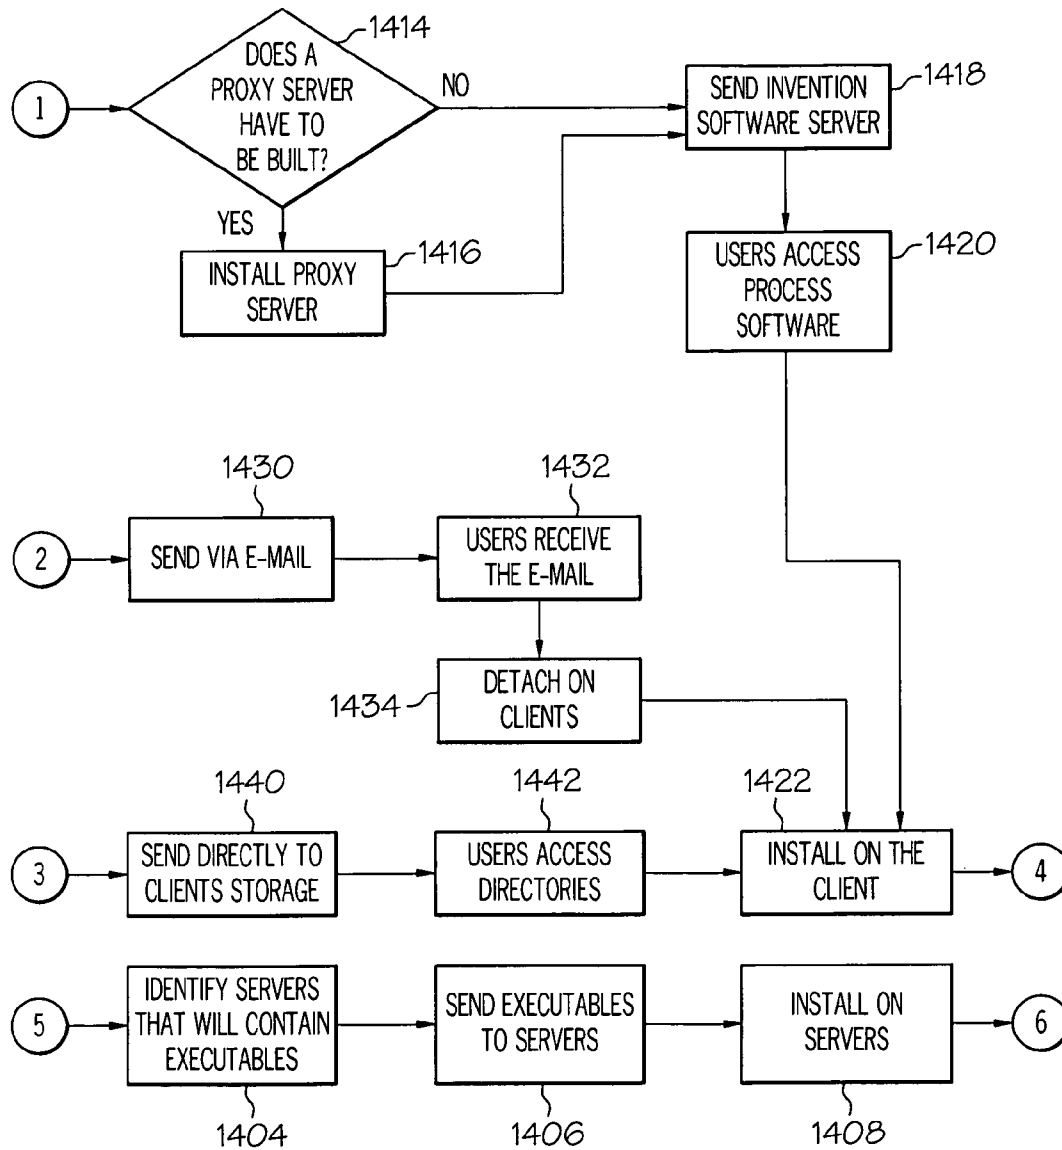 1414
DOES A
PROXY SERVER
HAVE TO
BE BUILT?
1
NO
YES
1416
INSTALL PROXY
SERVER
1418
SEND INVENTION
SOFTWARE SERVER
1420
USERS ACCESS
PROCESS
SOFTWARE
1430
2
SEND VIA E-MAIL
1432
USERS RECEIVE
THE E-MAIL
1434
DETACH ON
CLIENTS
1440
3
SEND DIRECTLY TO
CLIENTS STORAGE
1442
USERS ACCESS
DIRECTORIES
1422
INSTALL ON THE
CLIENT
4
5
IDENTIFY SERVERS
THAT WILL CONTAIN
EXECUTABLES
1404
SEND EXECUTABLES
TO SERVERS
1406
INSTALL ON
SERVERS
1408
6